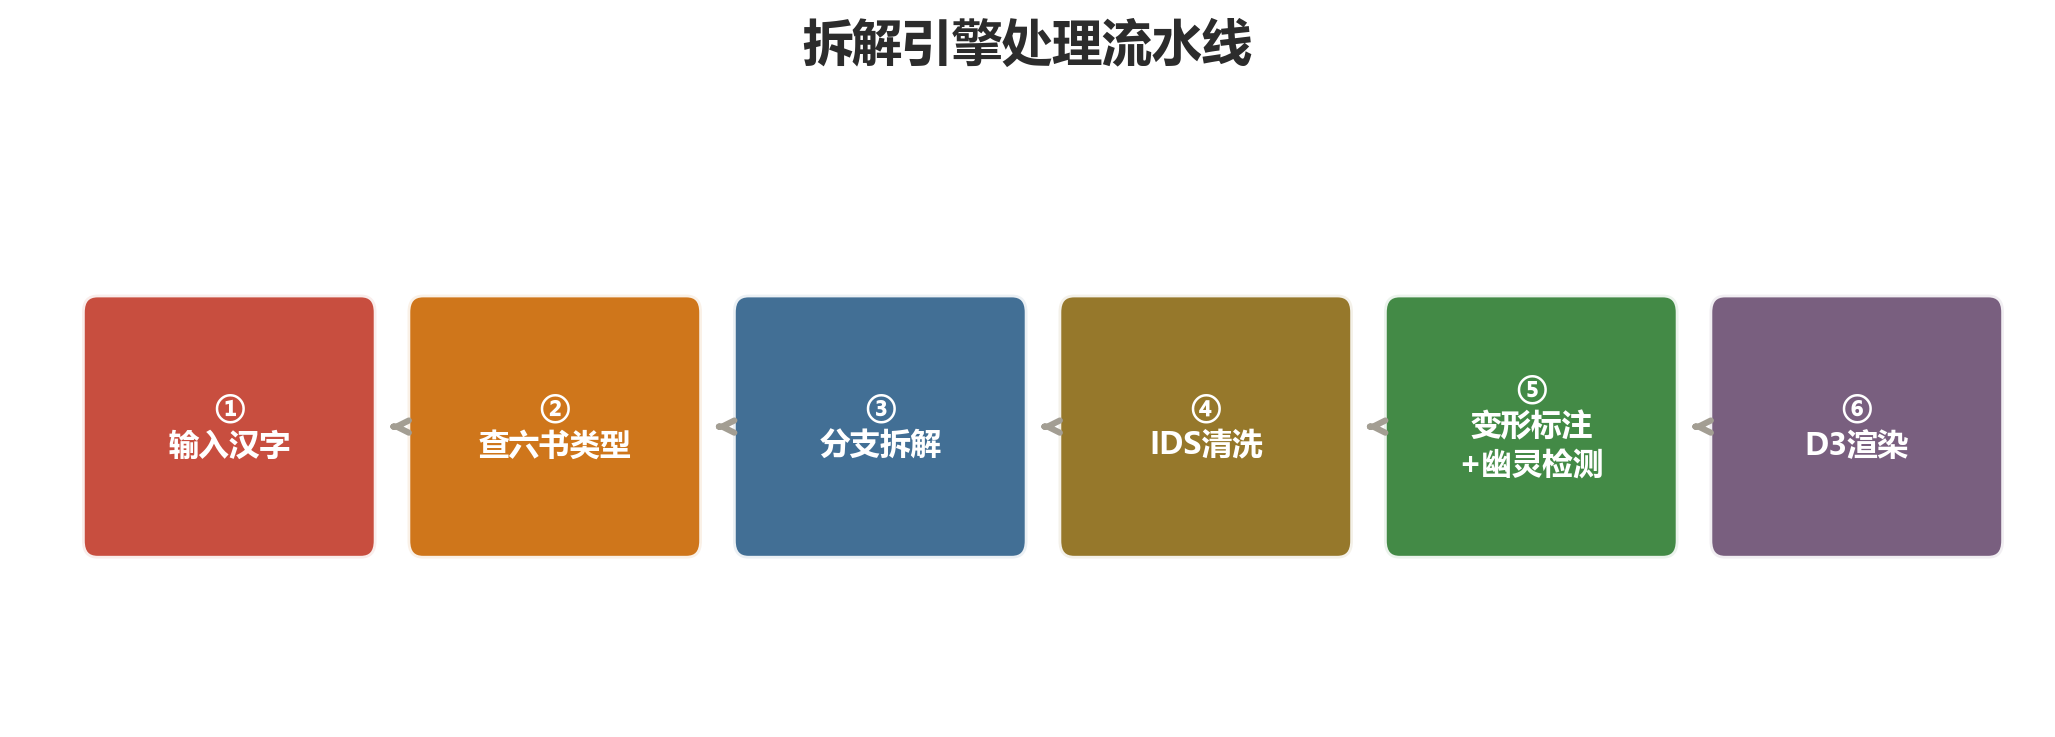 拆解引擎处理流水线
①
输入汉字
②
查六书类型
③
分支拆解
④
IDS清洗
⑤
变形标注
+幽灵检测
⑥
D3渲染